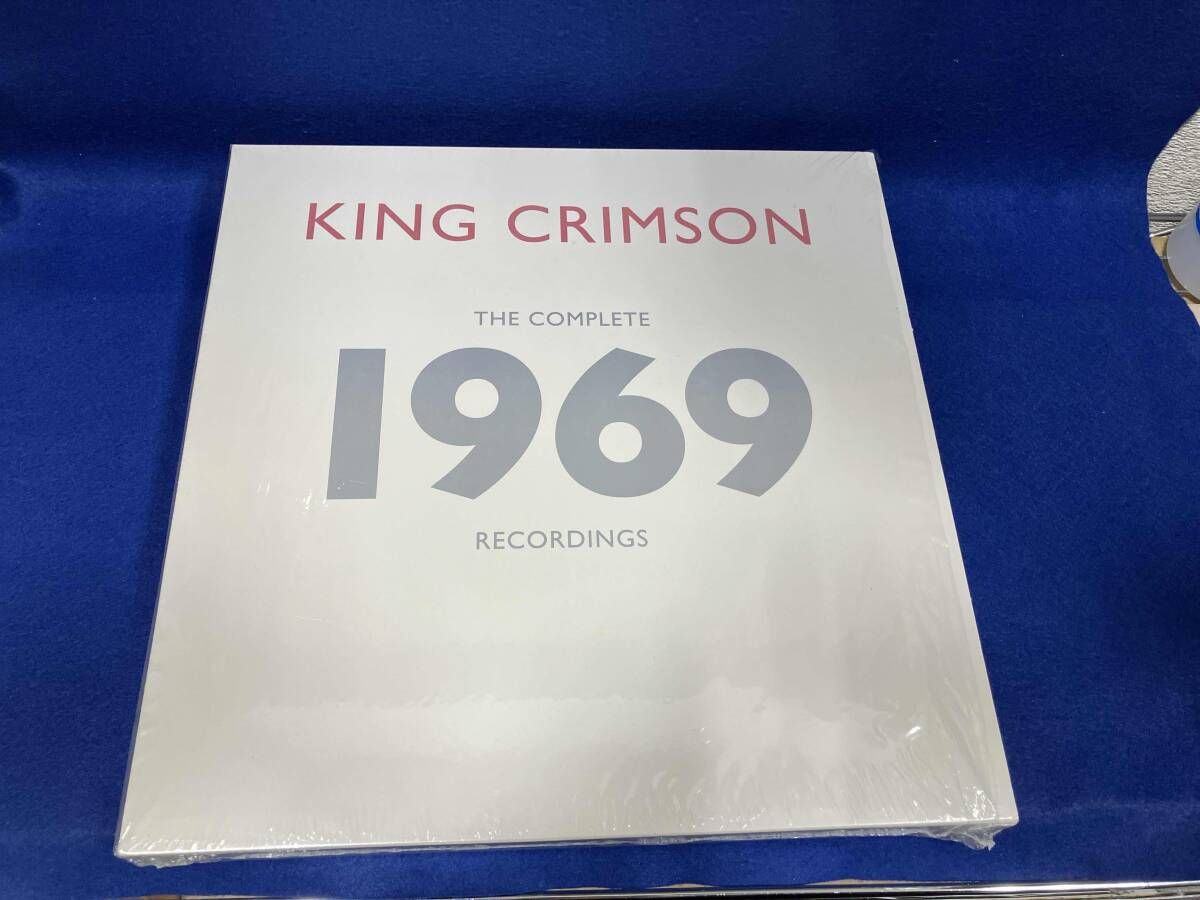 KING CRIMSON
THE COMPLETE
1969
RECORDINGS